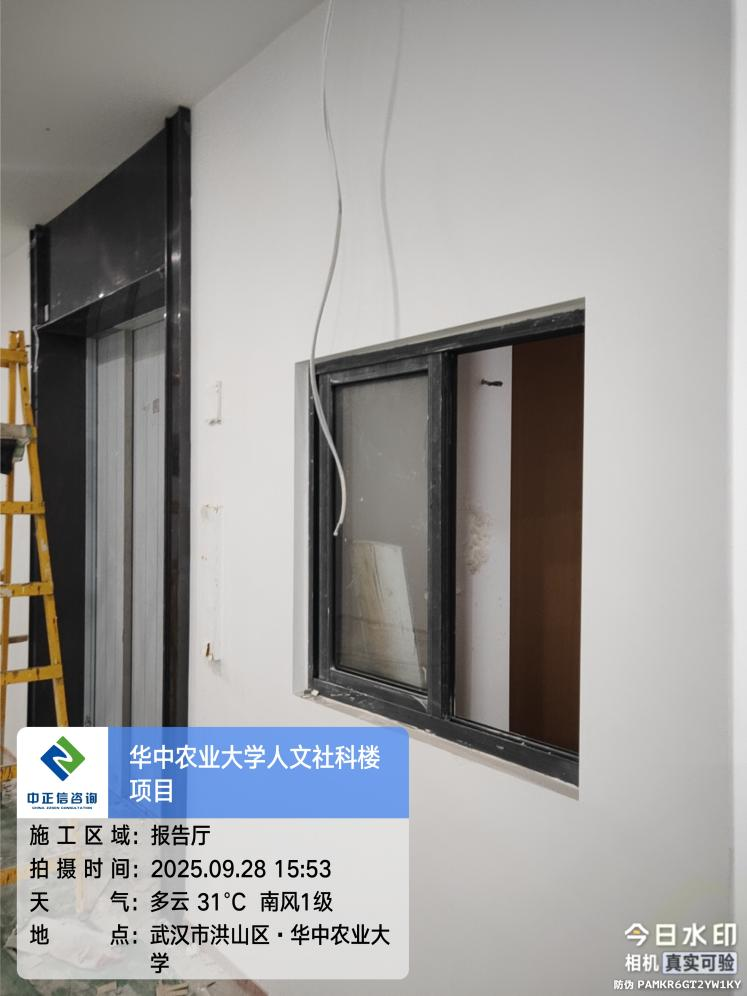 华中农业大学人文社科楼
项目
中正信咨询
施工区域：报告厅
拍摄时间：2025.09.28 15:53
天气：多云 31℃ 南风1级
地点：武汉市洪山区·华中农业大
学
今日水印
相机 真实可验
防伪 PAMKR6GT2YW1KY